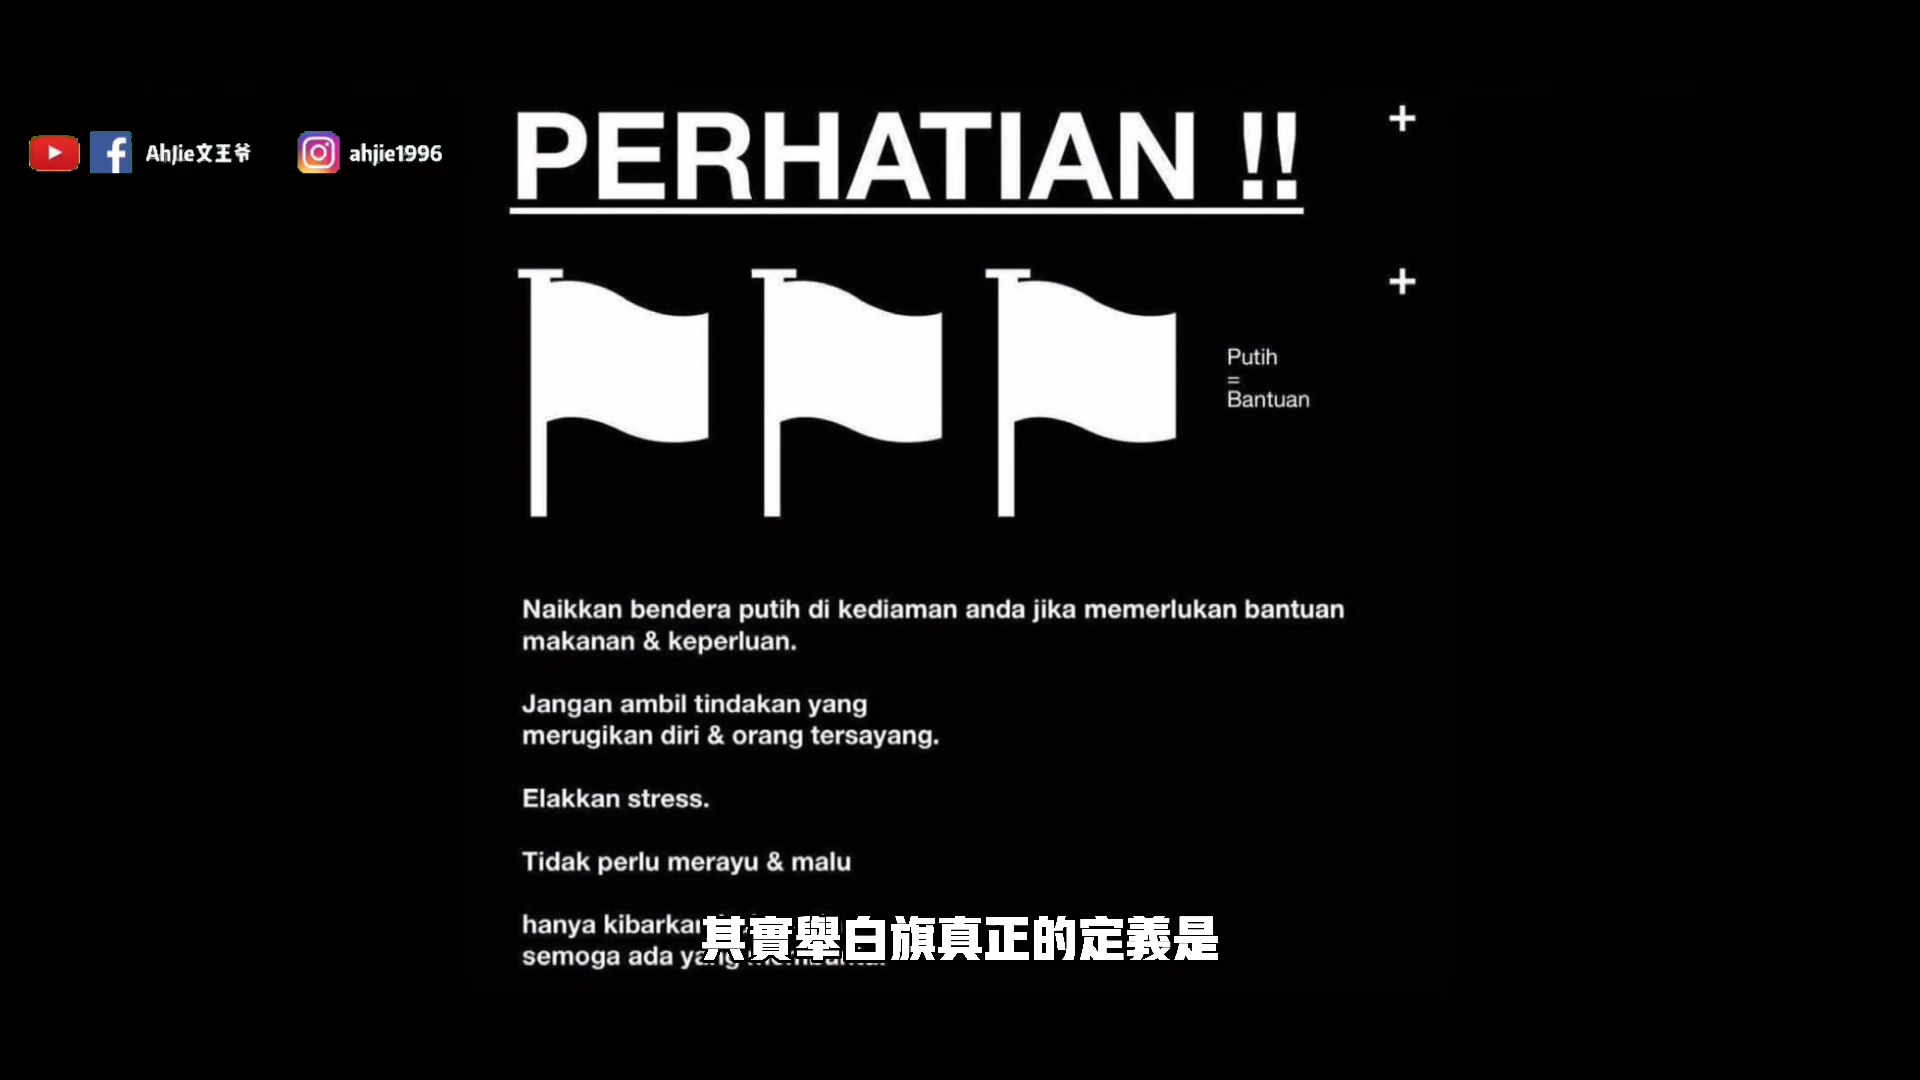 AhJie文王爷
ahjie1996
PERHATIAN !!
+
+
Putih
=
Bantuan
Naikkan bendera putih di kediaman anda jika memerlukan bantuan
makanan & keperluan.
Jangan ambil tindakan yang
merugikan diri & orang tersayang.
Elakkan stress.
Tidak perlu merayu & malu
hanya
semoga ada yang
其實舉白旗真正的定義是